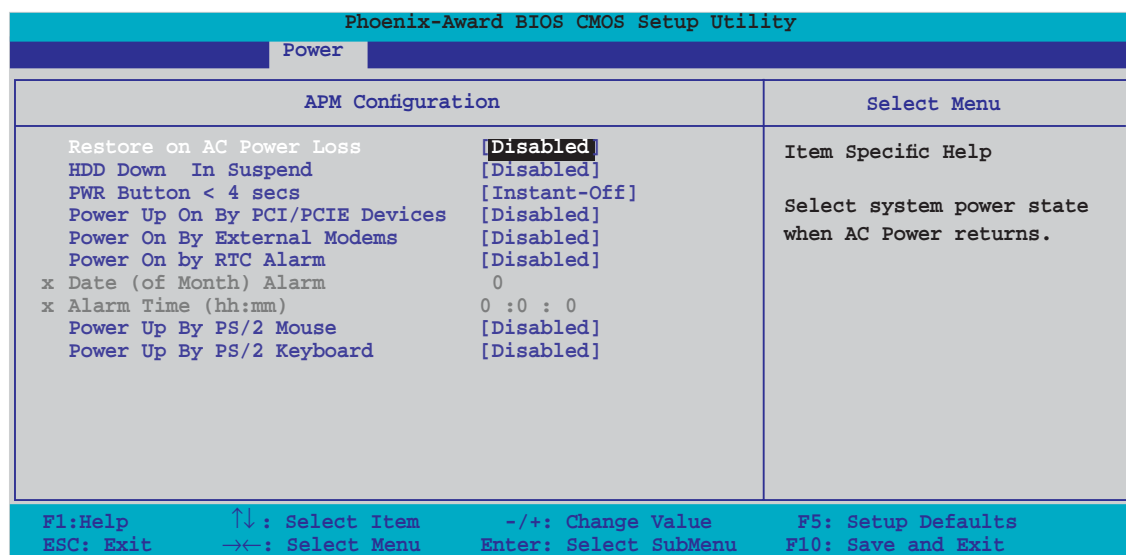 Phoenix-Award BIOS CMOS Setup Utility
Power
APM Configuration
Select Menu
Restore on AC Power Loss [Disabled]
HDD Down In Suspend [Disabled]
PWR Button < 4 secs [Instant-Off]
Power Up On By PCI/PCIE Devices [Disabled]
Power On By External Modems [Disabled]
Power On by RTC Alarm [Disabled]
x Date (of Month) Alarm 0
x Alarm Time (hh:mm) 0 :0 : 0
Power Up By PS/2 Mouse [Disabled]
Power Up By PS/2 Keyboard [Disabled]
Item Specific Help
Select system power state
when AC Power returns.
F1:Help ↑↓: Select Item -/+: Change Value F5: Setup Defaults
ESC: Exit →←: Select Menu Enter: Select SubMenu F10: Save and Exit